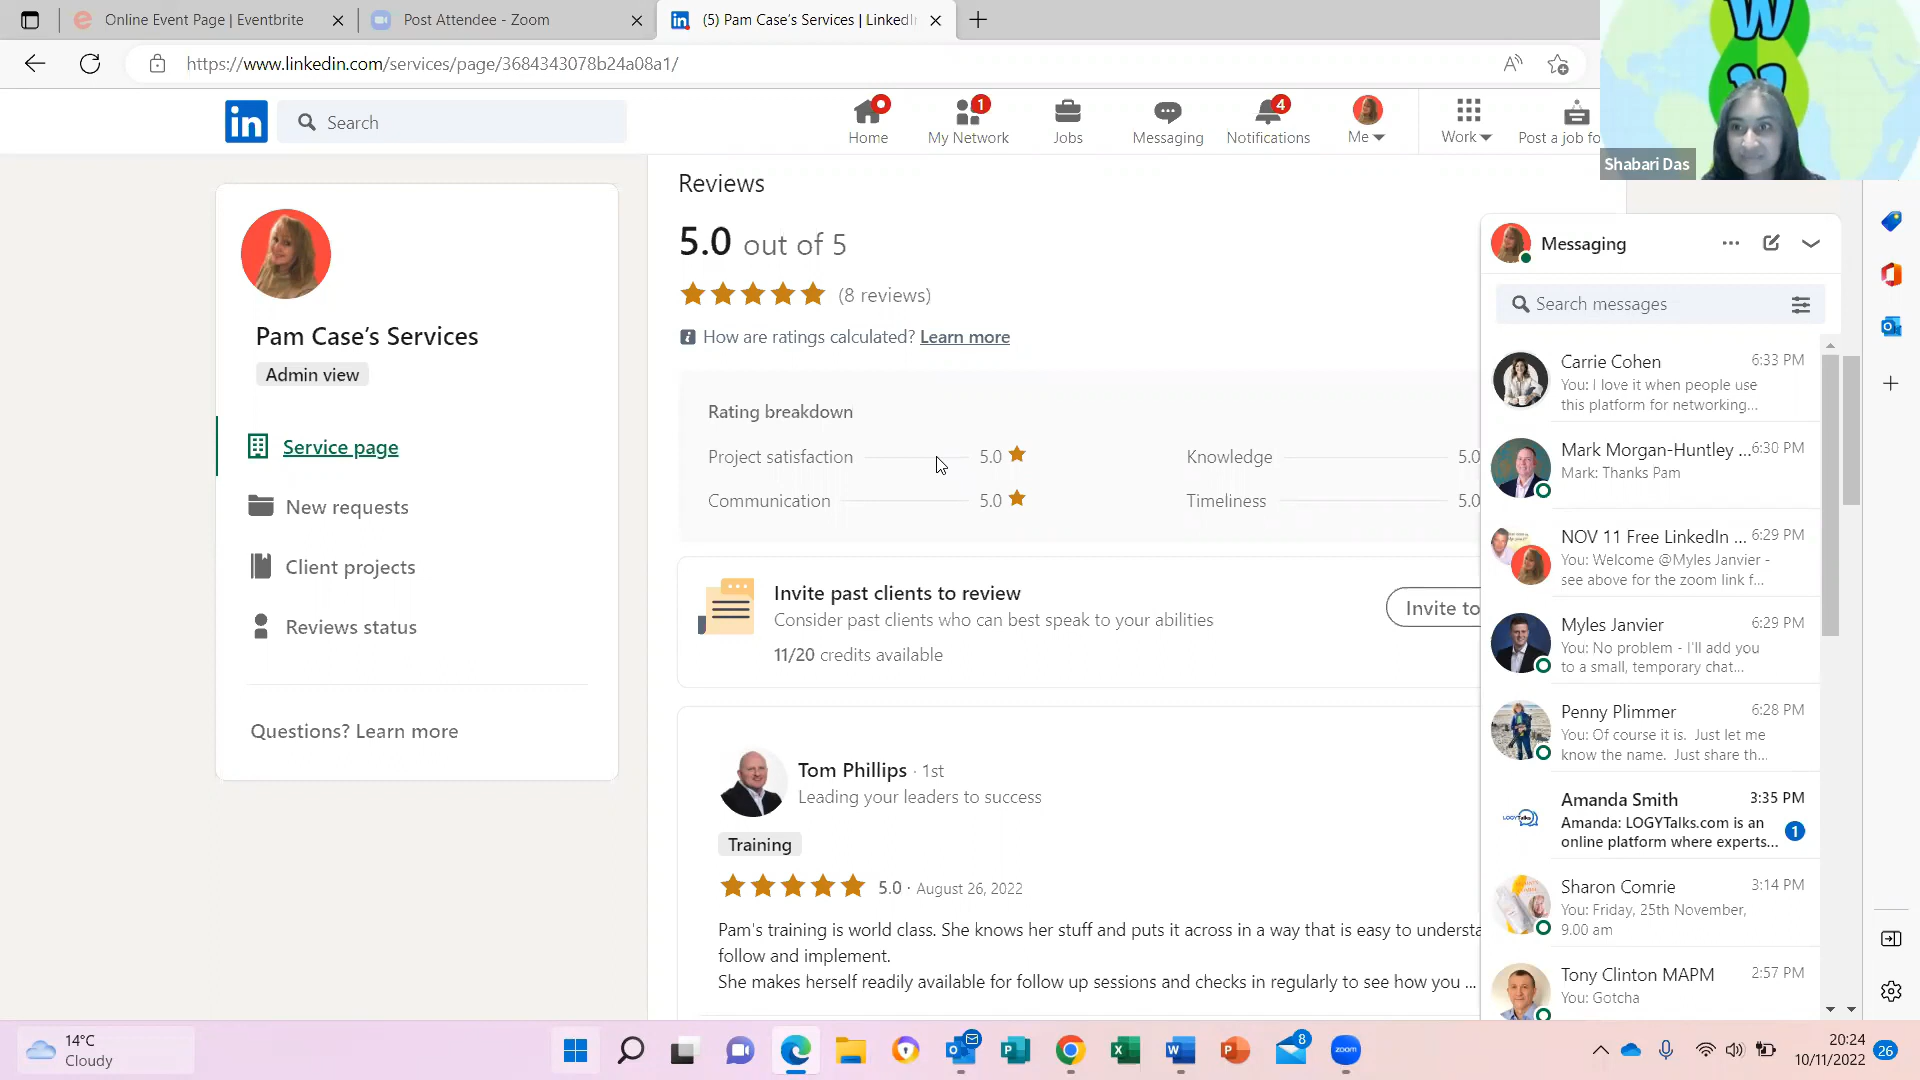 Online Event Page | Eventbrite
Post Attendee - Zoom
(5) Pam Case's Services | LinkedIn
https://www.linkedin.com/services/page/3684343078b24a08a1/
in
Search
Home
1
My Network
Jobs
Messaging
4
Notifications
Me
Work
Post a job fo
Shabari Das
Pam Case's Services
Admin view
Service page
New requests
Client projects
Reviews status
Questions? Learn more
Reviews
5.0 out of 5
(8 reviews)
How are ratings calculated? Learn more
Rating breakdown
Project satisfaction 5.0
Knowledge 5.0
Communication 5.0
Timeliness 5.0
Invite past clients to review
Consider past clients who can best speak to your abilities
11/20 credits available
Invite to
Tom Phillips · 1st
Leading your leaders to success
Training
5.0 · August 26, 2022
Pam's training is world class. She knows her stuff and puts it across in a way that is easy to understa
follow and implement.
She makes herself readily available for follow up sessions and checks in regularly to see how you ...
Messaging
Search messages
Carrie Cohen 6:33 PM
You: I love it when people use
this platform for networking...
Mark Morgan-Huntley ... 6:30 PM
Mark: Thanks Pam
NOV 11 Free LinkedIn ... 6:29 PM
You: Welcome @Myles Janvier -
see above for the zoom link f...
Myles Janvier 6:29 PM
You: No problem - I'll add you
to a small, temporary chat...
Penny Plimmer 6:28 PM
You: Of course it is. Just let me
know the name. Just share th...
Amanda Smith 3:35 PM
Amanda: LOGYTalks.com is an
online platform where experts...
1
Sharon Comrie 3:14 PM
You: Friday, 25th November,
9.00 am
Tony Clinton MAPM 2:57 PM
You: Gotcha
14°C
Cloudy
8
zoom
20:24
10/11/2022
26